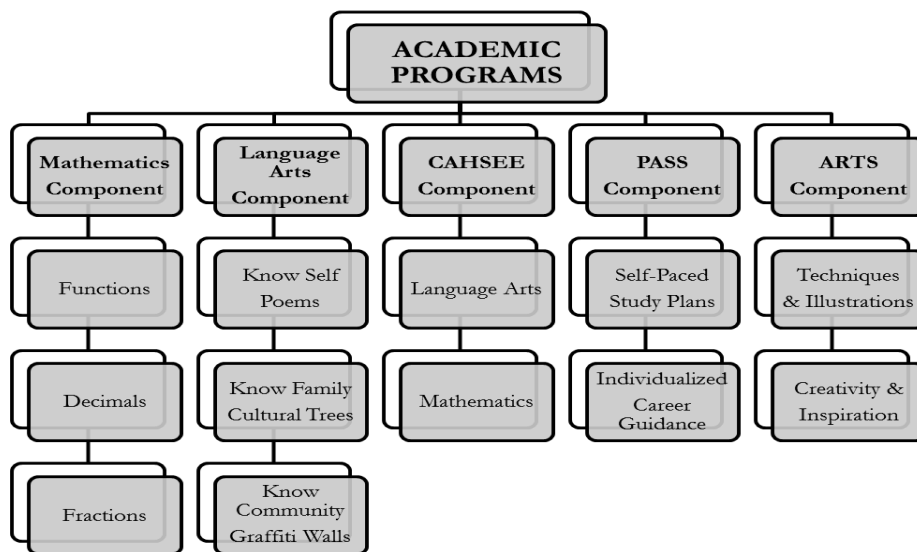 ACADEMIC
PROGRAMS
Mathematics
Component
Functions
Decimals
Fractions
Language
Arts
Component
Know Self
Poems
Know Family
Cultural Trees
Know
Community
Graffiti Walls
CAHSEE
Component
Language Arts
Mathematics
PASS
Component
Self-Paced
Study Plans
Individualized
Career
Guidance
ARTS
Component
Techniques
& Illustrations
Creativity &
Inspiration